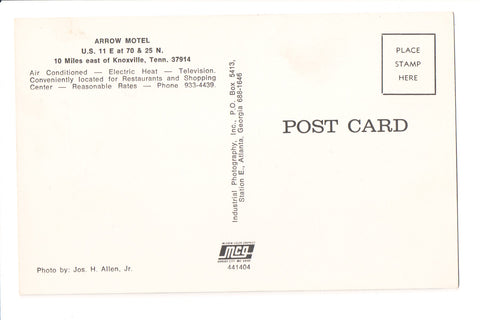 ARROW MOTEL
U.S. 11 E at 70 & 25 N.
10 Miles east of Knoxville, Tenn. 37914
Air Conditioned — Electric Heat — Television.
Conveniently located for Restaurants and Shopping
Center — Reasonable Rates — Phone 933-4439.
Photo by: Jos. H. Allen, Jr.
Industrial Photography, Inc., P.O. Box 5413,
Station E., Atlanta, Georgia 688-1646
441404
PLACE
STAMP
HERE
POST CARD